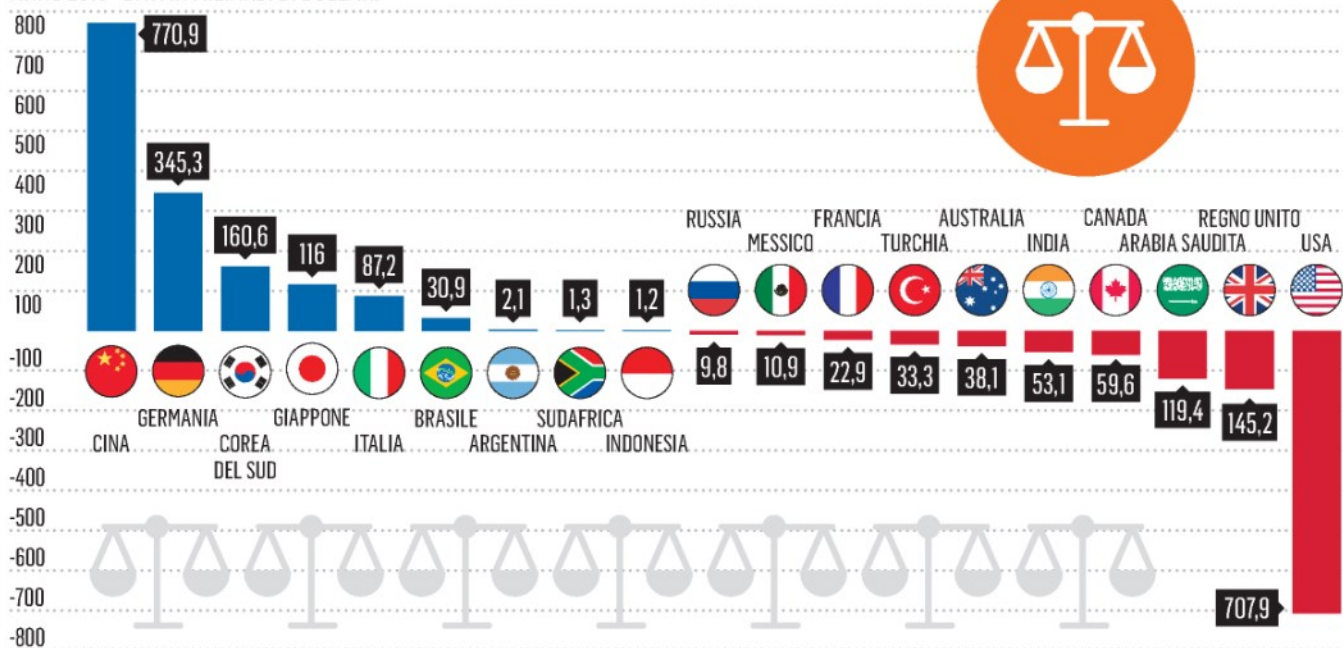 800
700
600
500
400
300
200
100
-100
-200
-300
-400
-500
-600
-700
-800
770,9
345,3
160,6
116
87,2
30,9
2,1
1,3
1,2
CINA
GERMANIA
COREA
DEL SUD
GIAPPONE
ITALIA
BRASILE
ARGENTINA
SUDAFRICA
INDONESIA
RUSSIA
MESSICO
FRANCIA
TURCHIA
AUSTRALIA
INDIA
CANADA
ARABIA SAUDITA
REGNO UNITO
USA
9,8
10,9
22,9
33,3
38,1
53,1
59,6
119,4
145,2
707,9